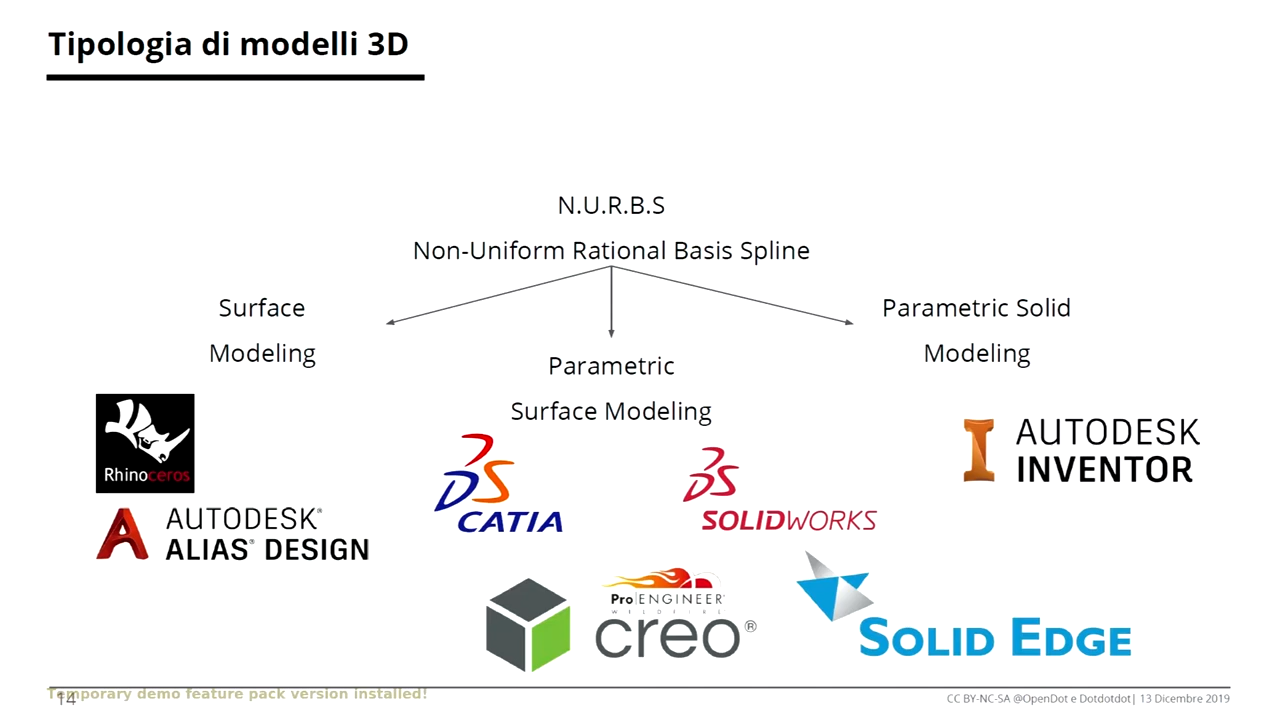 Tipologia di modelli 3D
N.U.R.B.S
Non-Uniform Rational Basis Spline
Surface
Modeling
Parametric
Surface Modeling
Parametric Solid
Modeling
Rhinoceros
AUTODESK®
ALIAS® DESIGN
CATIA
SOLIDWORKS
AUTODESK
INVENTOR
Pro|ENGINEER
WILDFIRE
creo®
SOLID EDGE
Temporary demo feature pack version installed!
14
CC BY-NC-SA @OpenDot e Dotdotdot| 13 Dicembre 2019